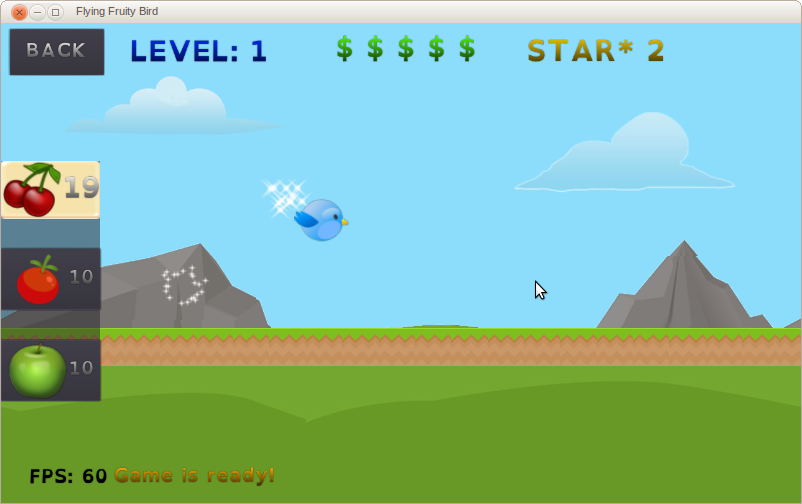 Flying Fruity Bird
BACK
LEVEL: 1
$ $ $ $ $
STAR* 2
19
10
10
FPS: 60 Game is ready!